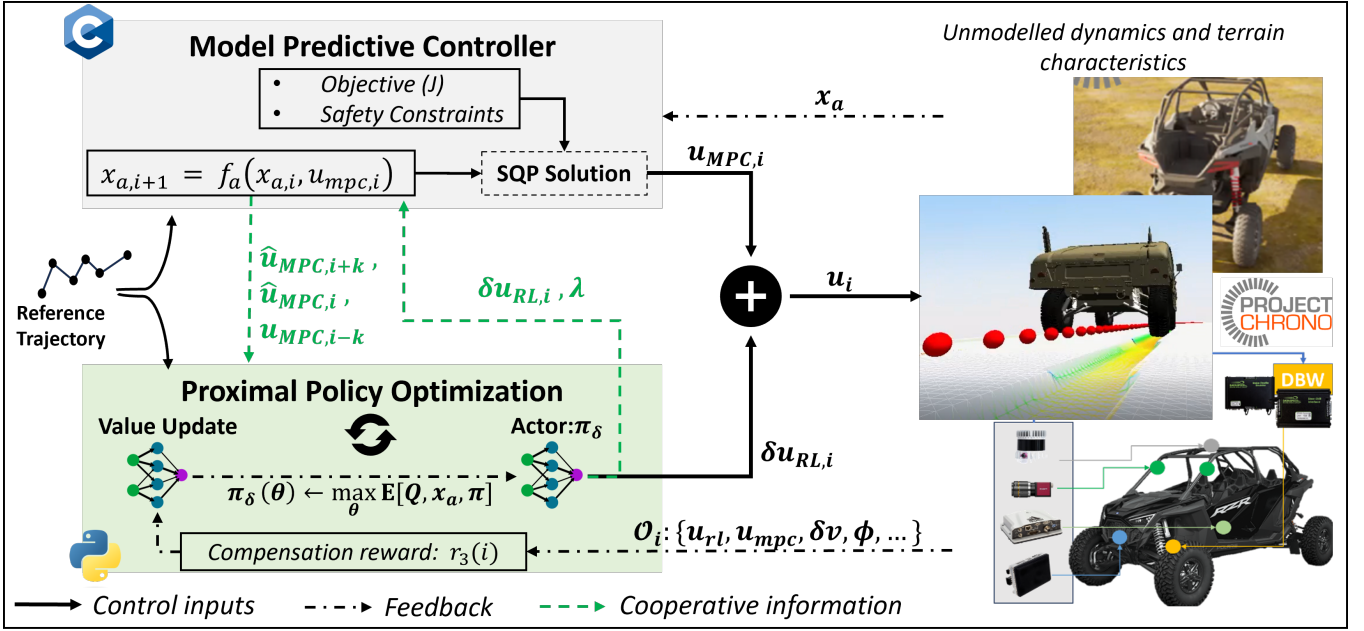 C
Model Predictive Controller
• Objective (J)
• Safety Constraints
x_{a,i+1} = f_a(x_{a,i}, u_{mpc,i})
SQP Solution
u_{MPC,i}
x_a
Unmodelled dynamics and terrain
characteristics
Reference
Trajectory
û_{MPC,i+k} ,
û_{MPC,i} ,
u_{MPC,i−k}
δu_{RL,i} , λ
+
u_i
PROJECT
CHRONO
DBW
Proximal Policy Optimization
Value Update
Actor:π_δ
π_δ(θ) ← max_θ E[Q, x_a, π]
δu_{RL,i}
Compensation reward: r_3(i)
𝒪_i: {u_{rl}, u_{mpc}, δv, ϕ, … }
RZR
Control inputs
Feedback
Cooperative information